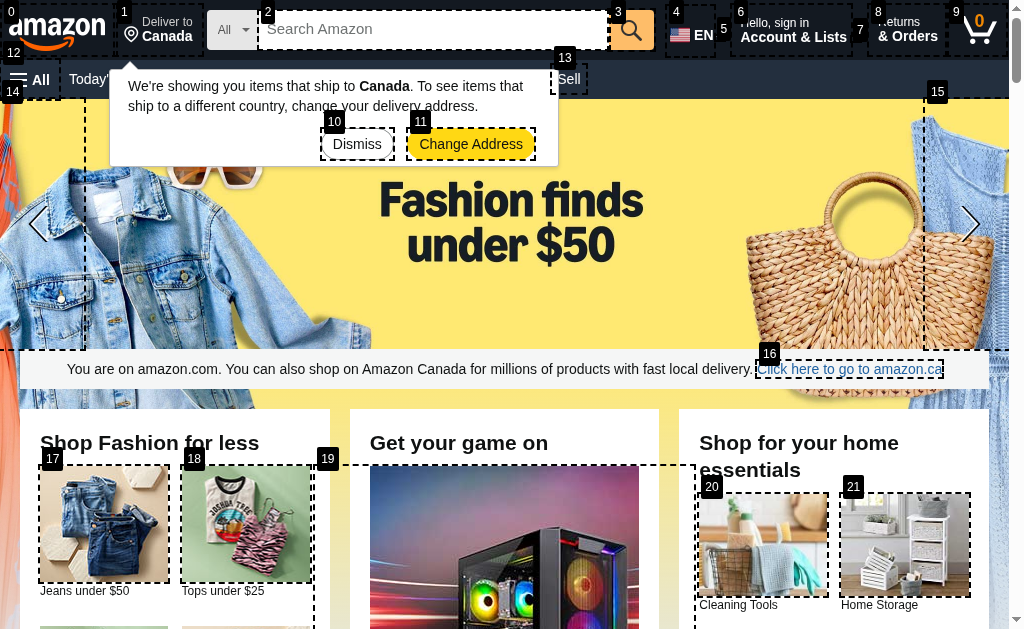 0
1
2
3
4
5
6
7
8
9
amazon
Deliver to
Canada
All
Search Amazon
EN
Hello, sign in
Account & Lists
Returns
& Orders
0
12
13
All
Today'
Sell
14
15
We're showing you items that ship to Canada. To see items that
ship to a different country, change your delivery address.
10
11
Dismiss
Change Address
Fashion finds
under $50
16
You are on amazon.com. You can also shop on Amazon Canada for millions of products with fast local delivery. Click here to go to amazon.ca
Shop Fashion for less
17
18
JOSHUA TREE
Jeans under $50
Tops under $25
Get your game on
19
Shop for your home
essentials
20
21
Cleaning Tools
Home Storage